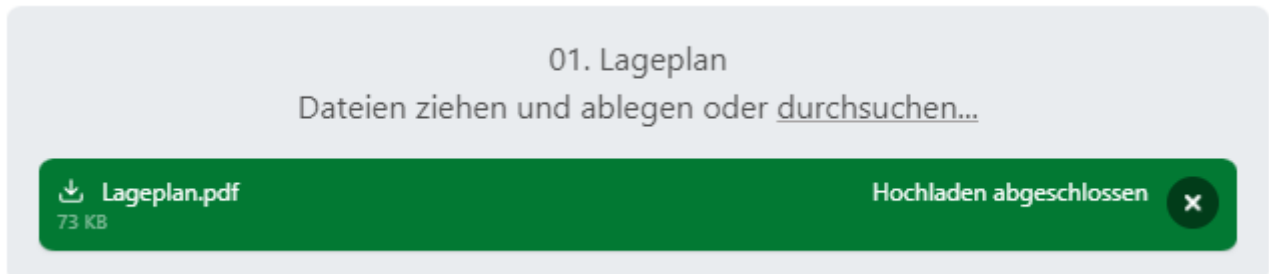 01. Lageplan
Dateien ziehen und ablegen oder durchsuchen...
Lageplan.pdf
Hochladen abgeschlossen
73 KB